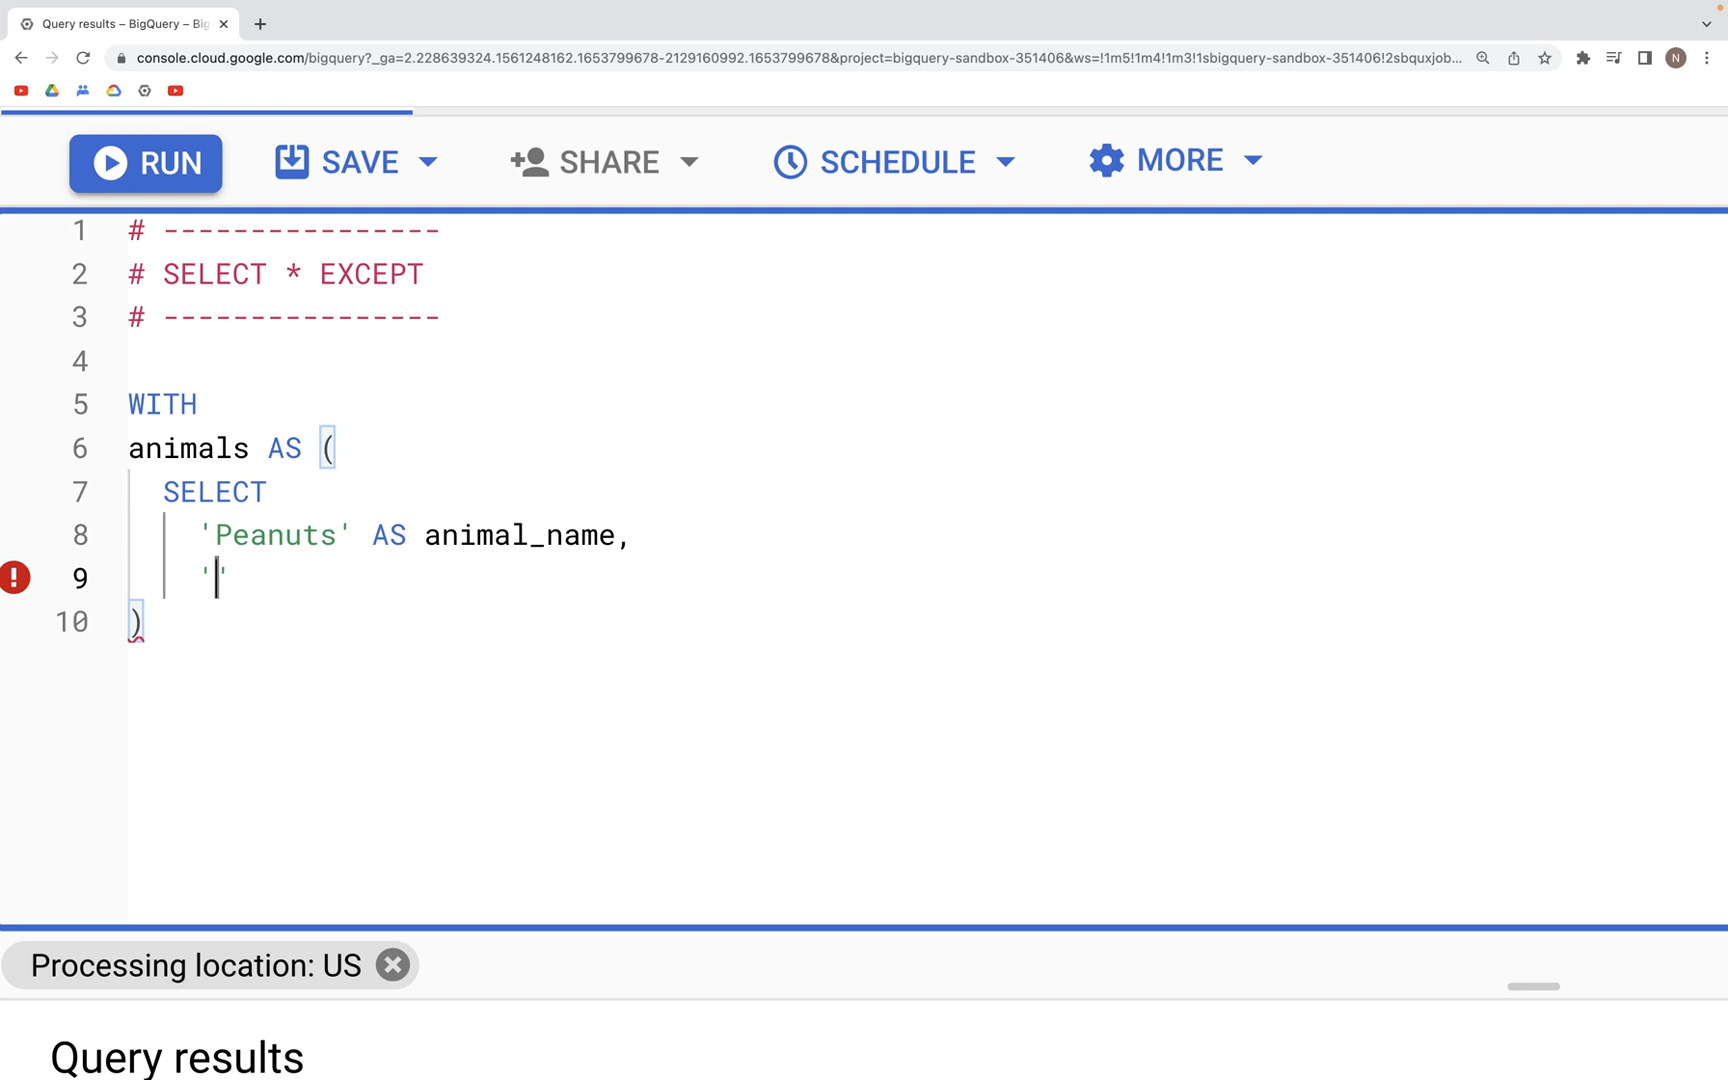 Query results – BigQuery – Big
console.cloud.google.com/bigquery?_ga=2.228639324.1561248162.1653799678-2129160992.1653799678&project=bigquery-sandbox-351406&ws=!1m5!1m4!1m3!1sbigquery-sandbox-351406!2sbquxjob...
N
RUN SAVE SHARE SCHEDULE MORE
1 # ----------------
2 # SELECT * EXCEPT
3 # ----------------
4
5 WITH
6 animals AS (
7 SELECT
8 'Peanuts' AS animal_name,
9 ''
10 )
Processing location: US
Query results